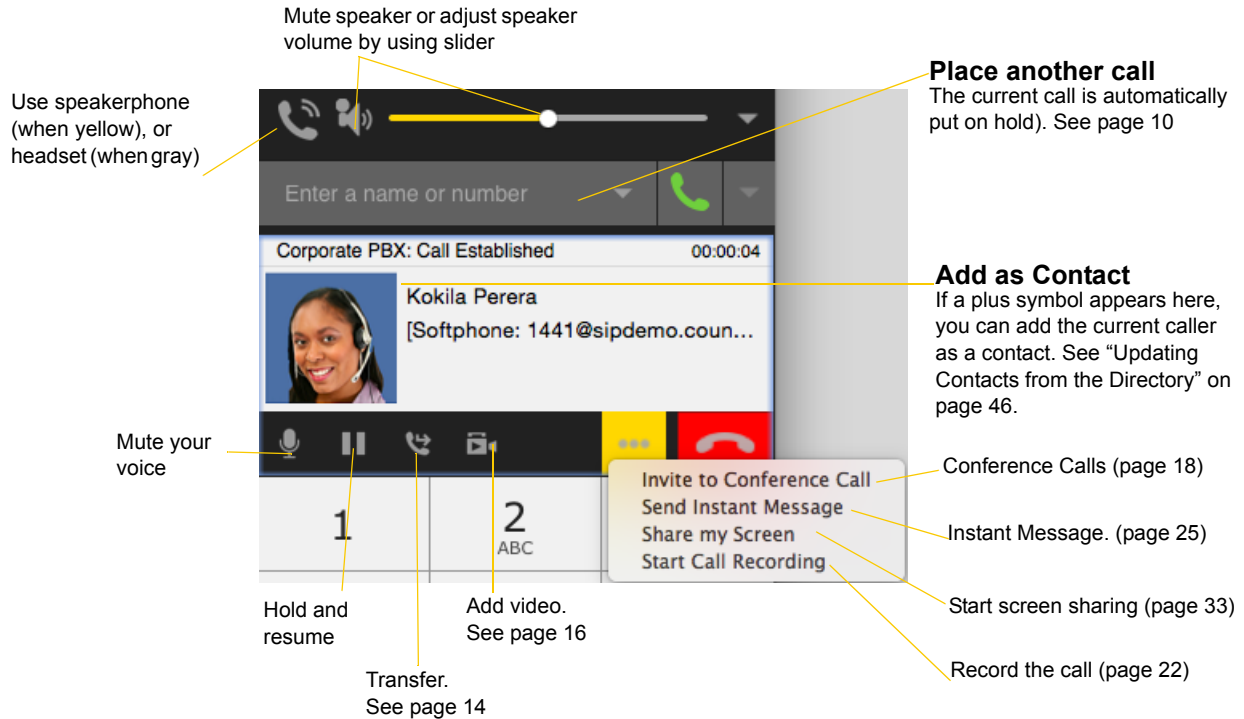 Mute speaker or adjust speaker
volume by using slider
Use speakerphone
(when yellow), or
headset (when gray)
Place another call
The current call is automatically
put on hold). See page 10
Enter a name or number
Corporate PBX: Call Established 00:00:04
Kokila Perera
[Softphone: 1441@sipdemo.coun...
Add as Contact
If a plus symbol appears here,
you can add the current caller
as a contact. See “Updating
Contacts from the Directory” on
page 46.
Mute your
voice
1
2
ABC
Invite to Conference Call
Send Instant Message
Share my Screen
Start Call Recording
Conference Calls (page 18)
Instant Message. (page 25)
Start screen sharing (page 33)
Record the call (page 22)
Hold and
resume
Add video.
See page 16
Transfer.
See page 14